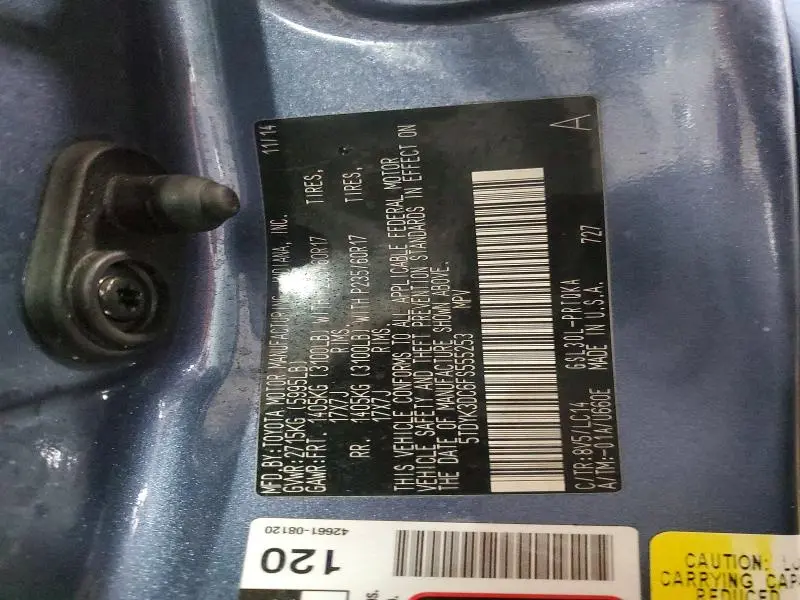 MFD.BY:TOYOTA MOTOR MANUFACTURING, INDIANA, INC. 11/14
GVWR:2715KG (5995LB)
GAWR:FRT. 1405KG (3100LB) WITH P235/60R17 TIRES,
17X7J RIMS.
RR. 1405KG (3100LB) WITH P235/60R17 TIRES,
17X7J RIMS.
THIS VEHICLE CONFORMS TO ALL APPLICABLE FEDERAL MOTOR
VEHICLE SAFETY AND THEFT PREVENTION STANDARDS IN EFFECT ON
THE DATE OF MANUFACTURE SHOWN ABOVE.
5TDYK3DC6FS555253 MPV
C/TR:8V5/LC14 GSL30L-PRTQKA
A/TM:-01A/U660E MADE IN U.S.A. 727
A
42661-08120
120
CAUTION:
CARRYING
REDUCED